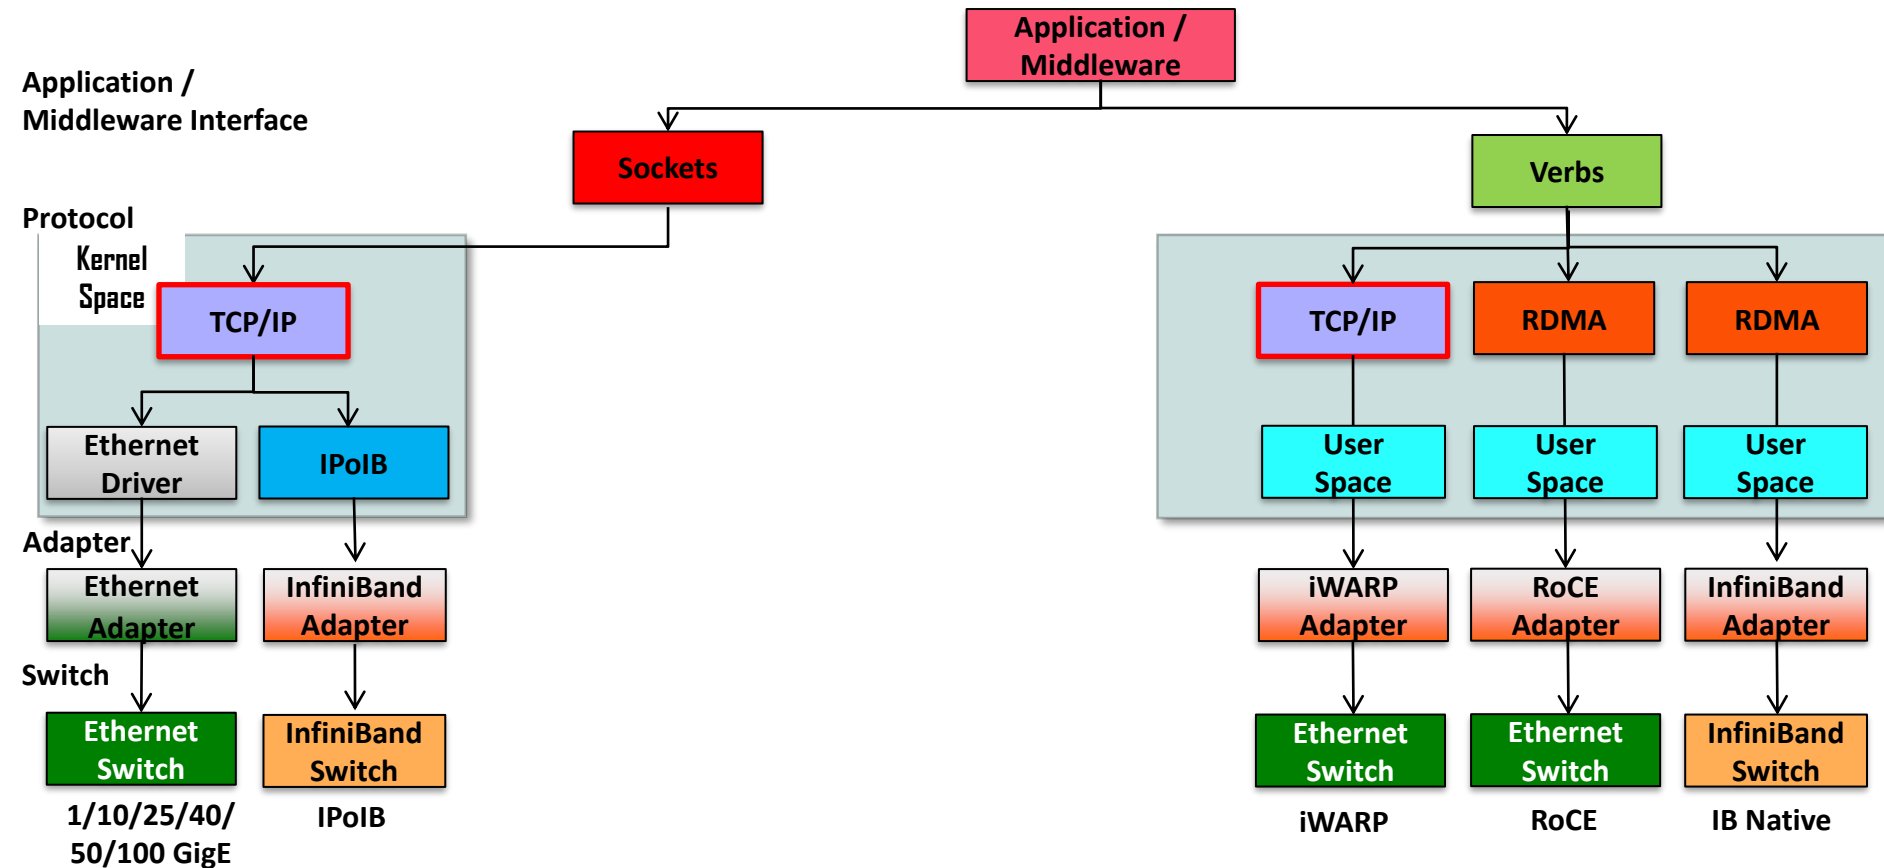 Application /
Middleware
Application /
Middleware Interface
Sockets
Verbs
Protocol
Kernel
Space
TCP/IP
TCP/IP
RDMA
RDMA
Ethernet
Driver
IPoIB
User
Space
User
Space
User
Space
Adapter
Ethernet
Adapter
InfiniBand
Adapter
iWARP
Adapter
RoCE
Adapter
InfiniBand
Adapter
Switch
Ethernet
Switch
InfiniBand
Switch
Ethernet
Switch
Ethernet
Switch
InfiniBand
Switch
1/10/25/40/
50/100 GigE
IPoIB
iWARP
RoCE
IB Native